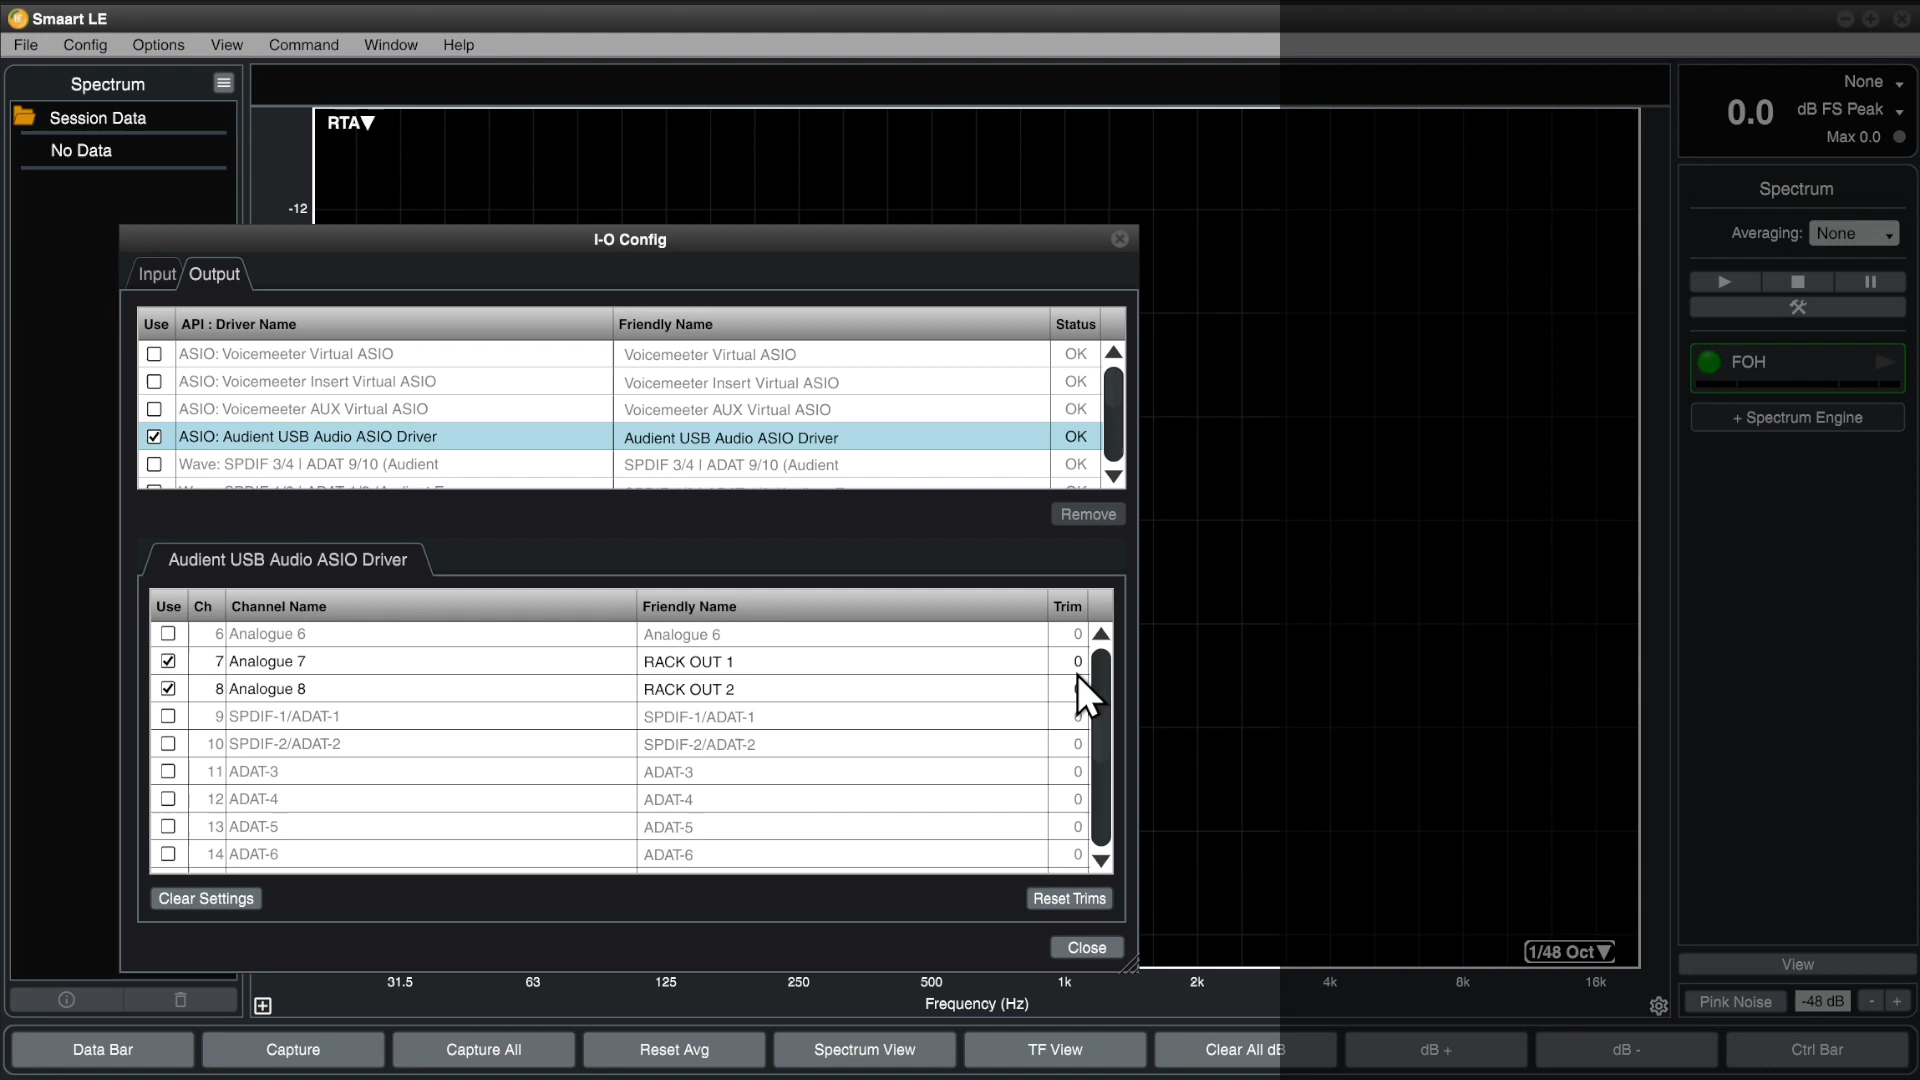 Smaart LE
File Config Options View Command Window Help
Spectrum
Session Data
No Data
RTA
-12
I-O Config
Input Output
Use API : Driver Name Friendly Name Status
ASIO: Voicemeeter Virtual ASIO Voicemeeter Virtual ASIO OK
ASIO: Voicemeeter Insert Virtual ASIO Voicemeeter Insert Virtual ASIO OK
ASIO: Voicemeeter AUX Virtual ASIO Voicemeeter AUX Virtual ASIO OK
ASIO: Audient USB Audio ASIO Driver Audient USB Audio ASIO Driver OK
Wave: SPDIF 3/4 | ADAT 9/10 (Audient SPDIF 3/4 | ADAT 9/10 (Audient OK
Remove
Audient USB Audio ASIO Driver
Use Ch Channel Name Friendly Name Trim
6 Analogue 6 Analogue 6 0
7 Analogue 7 RACK OUT 1 0
8 Analogue 8 RACK OUT 2
9 SPDIF-1/ADAT-1 SPDIF-1/ADAT-1 0
10 SPDIF-2/ADAT-2 SPDIF-2/ADAT-2 0
11 ADAT-3 ADAT-3 0
12 ADAT-4 ADAT-4 0
13 ADAT-5 ADAT-5 0
14 ADAT-6 ADAT-6 0
Clear Settings Reset Trims
Close
1/48 Oct
31.5 63 125 250 500 1k 2k 4k 8k 16k
Frequency (Hz)
None
0.0 dB FS Peak
Max 0.0
Spectrum
Averaging: None
FOH
+ Spectrum Engine
View
Pink Noise -48 dB - +
Data Bar Capture Capture All Reset Avg Spectrum View TF View Clear All dB dB + dB - Ctrl Bar